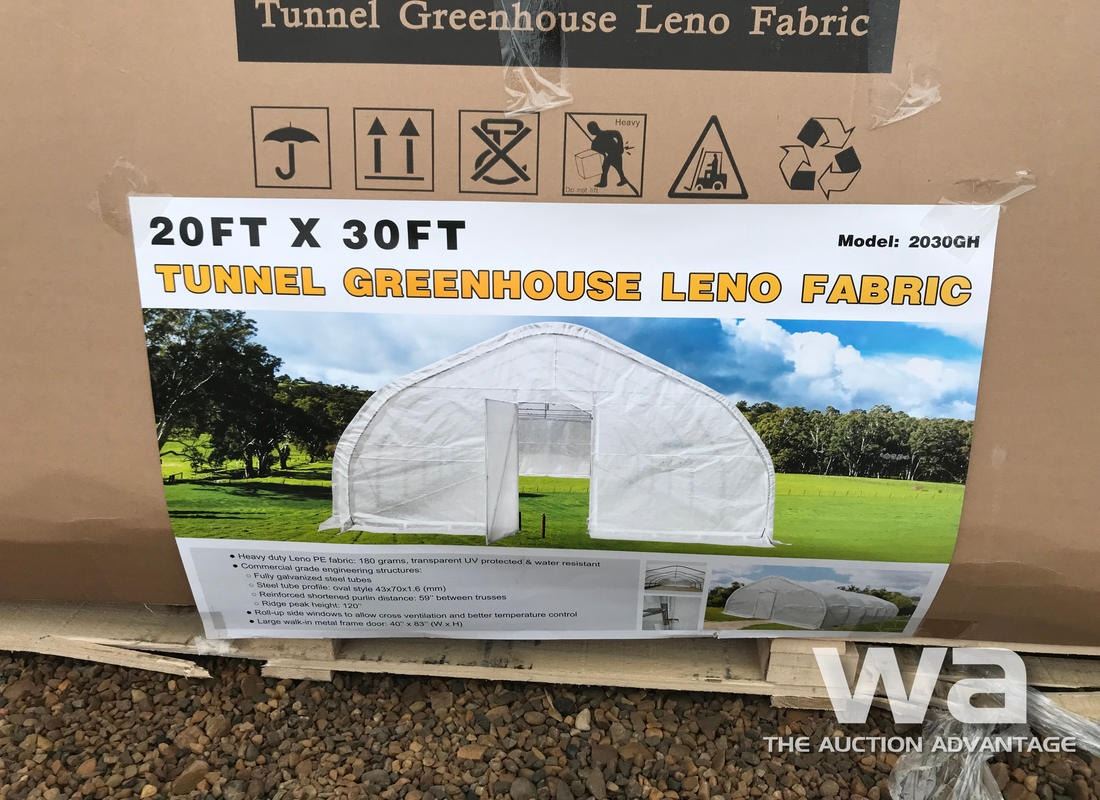 Tunnel Greenhouse Leno Fabric
Heavy
Do not lift
20FT X 30FT
Model: 2030GH
TUNNEL GREENHOUSE LENO FABRIC
● Heavy duty Leno PE fabric: 180 grams, transparent UV protected & water resistant
● Commercial grade engineering structures:
○ Fully galvanized steel tubes
○ Steel tube profile: oval style 43x70x1.6 (mm)
○ Reinforced shortened purlin distance: 59" between trusses
○ Ridge peak height: 120"
● Roll-up side windows to allow cross ventilation and better temperature control
● Large walk-in metal frame door: 40" x 83" (W x H)
wa
THE AUCTION ADVANTAGE